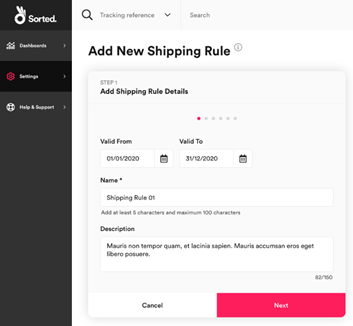 Sorted.
Tracking reference
Search
Dashboards
Settings
Help & Support
Add New Shipping Rule
STEP 1
Add Shipping Rule Details
Valid From
Valid To
01/01/2020
31/12/2020
Name *
Shipping Rule 01
Add at least 5 characters and maximum 100 characters
Description
Mauris non tempor quam, et lacinia sapien. Mauris accumsan eros eget
libero posuere.
82/150
Cancel
Next